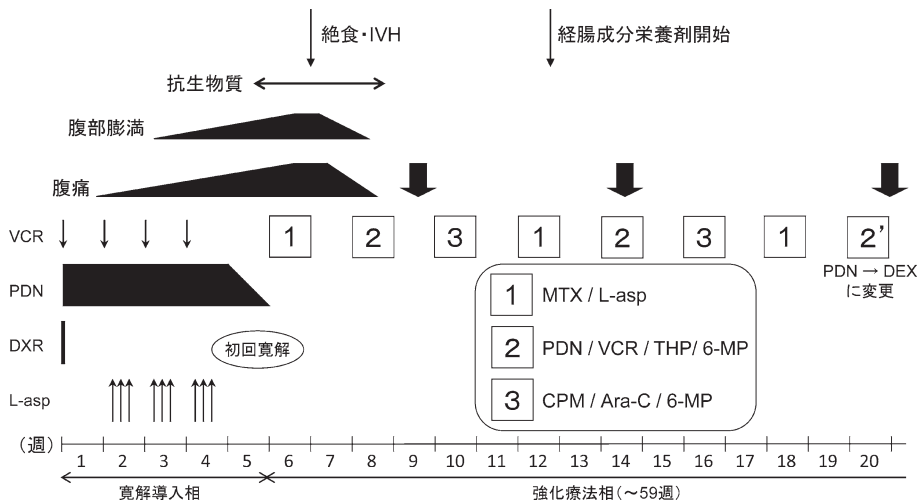 絶食・IVH
経腸成分栄養剤開始
抗生物質
腹部膨満
腹痛
VCR
1
2
3
1
2
3
1
2’
PDN → DEX
に変更
PDN
1 MTX / L-asp
2 PDN / VCR / THP/ 6-MP
3 CPM / Ara-C / 6-MP
DXR
初回寛解
L-asp
(週)
1 2 3 4 5 6 7 8 9 10 11 12 13 14 15 16 17 18 19 20
寛解導入相
強化療法相(～59週)